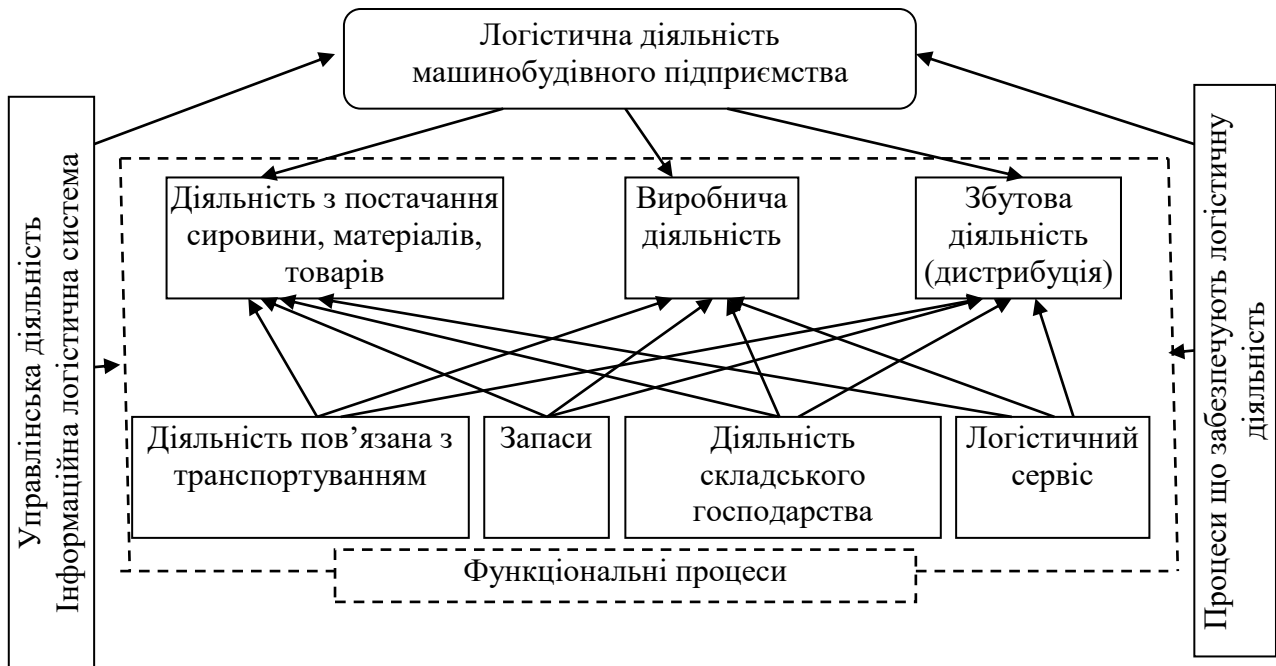 Логістична діяльність
машинобудівного підприємства
Управлінська діяльність
Інформаційна логістична система
Діяльність з постачання
сировини, матеріалів,
товарів
Виробнича
діяльність
Збутова
діяльність
(дистрибуція)
Діяльність пов’язана з
транспортуванням
Запаси
Діяльність
складського
господарства
Логістичний
сервіс
Функціональні процеси
Процеси що забезпечують логістичну
діяльність